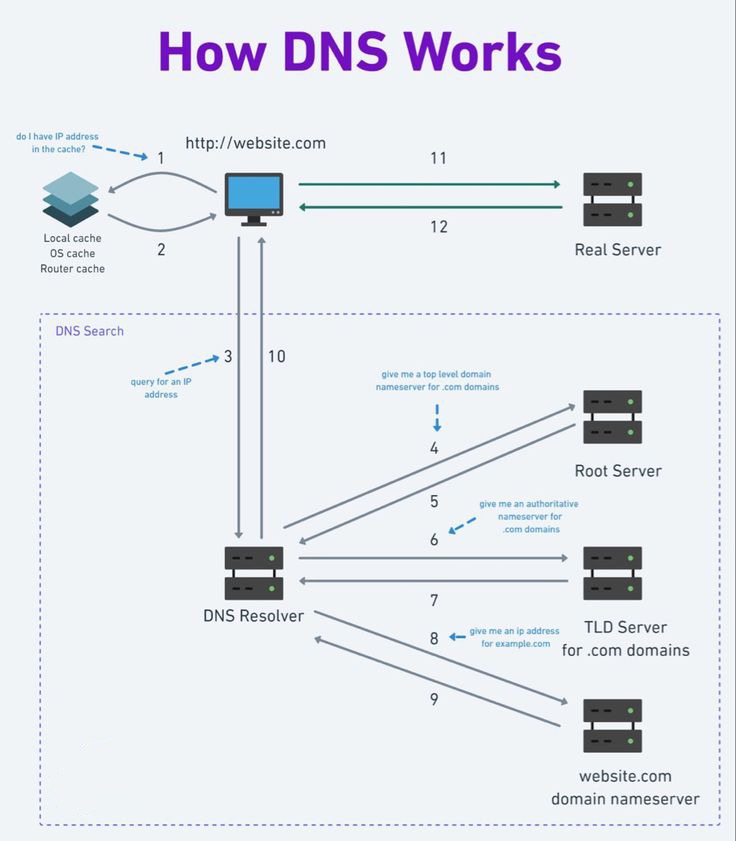 How DNS Works
do I have IP address
in the cache?
1
http://website.com
11
Local cache
OS cache
Router cache
2
12
Real Server
DNS Search
3
10
query for an IP
address
give me a top level domain
nameserver for .com domains
4
Root Server
5
give me an authoritative
nameserver for
.com domains
6
DNS Resolver
7
TLD Server
for .com domains
8
give me an ip address
for example.com
9
website.com
domain nameserver